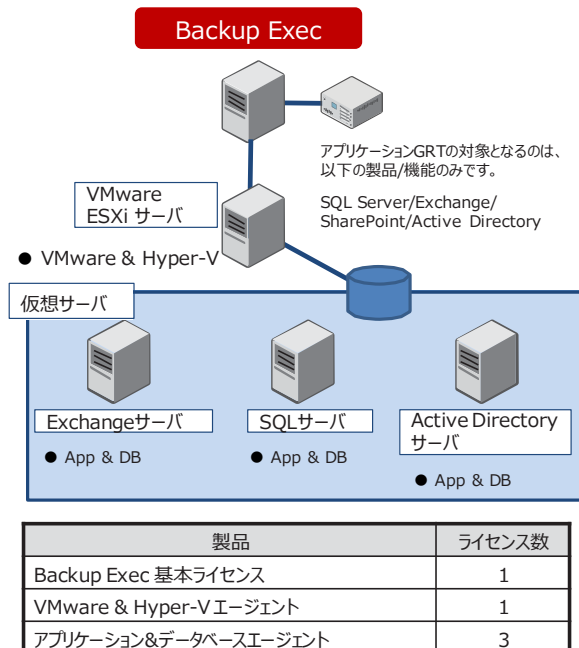 Backup Exec
アプリケーションGRTの対象となるのは、
以下の製品/機能のみです。
SQL Server/Exchange/
SharePoint/Active Directory
VMware
ESXi サーバ
● VMware & Hyper-V
仮想サーバ
Exchangeサーバ
SQLサーバ
Active Directory
サーバ
● App & DB
● App & DB
● App & DB
製品 ライセンス数
Backup Exec 基本ライセンス 1
VMware & Hyper-Vエージェント 1
アプリケーション&データベースエージェント 3